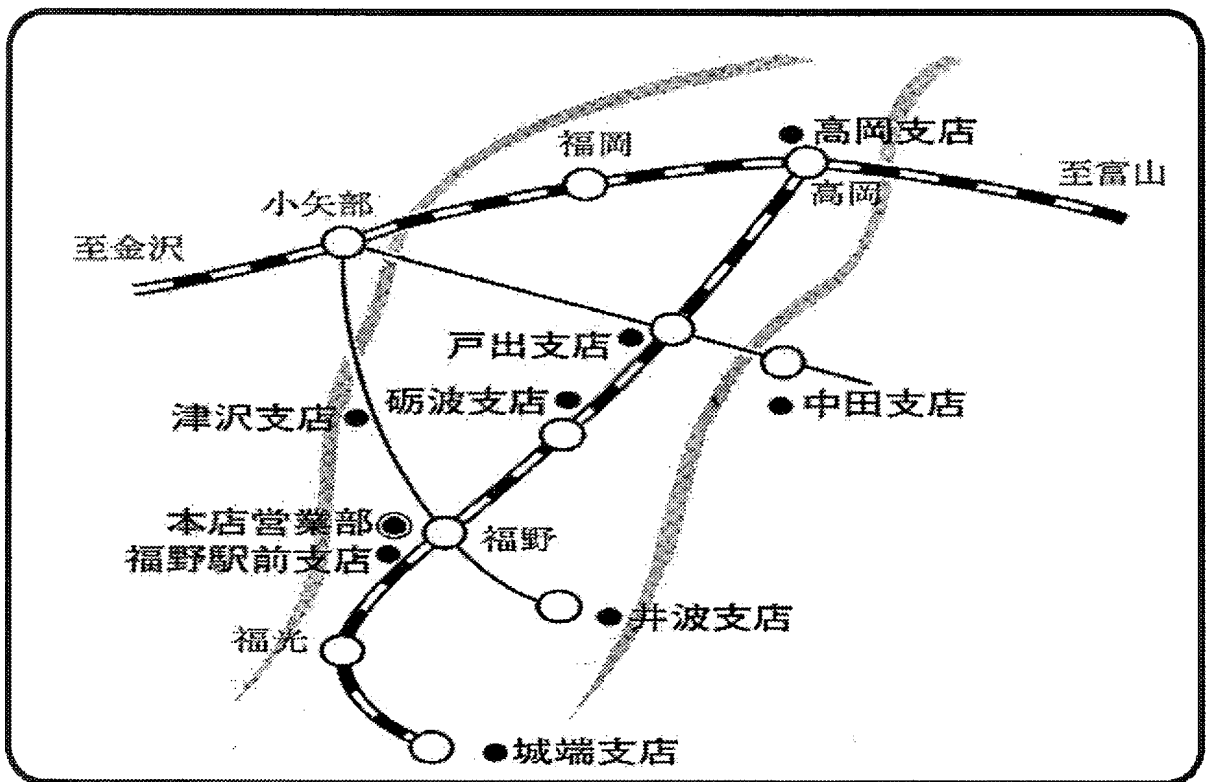 高岡支店
福岡
至富山
高岡
小矢部
至金沢
戸出支店
砺波支店
中田支店
津沢支店
本店営業部
福野
福野駅前支店
井波支店
福光
城端支店